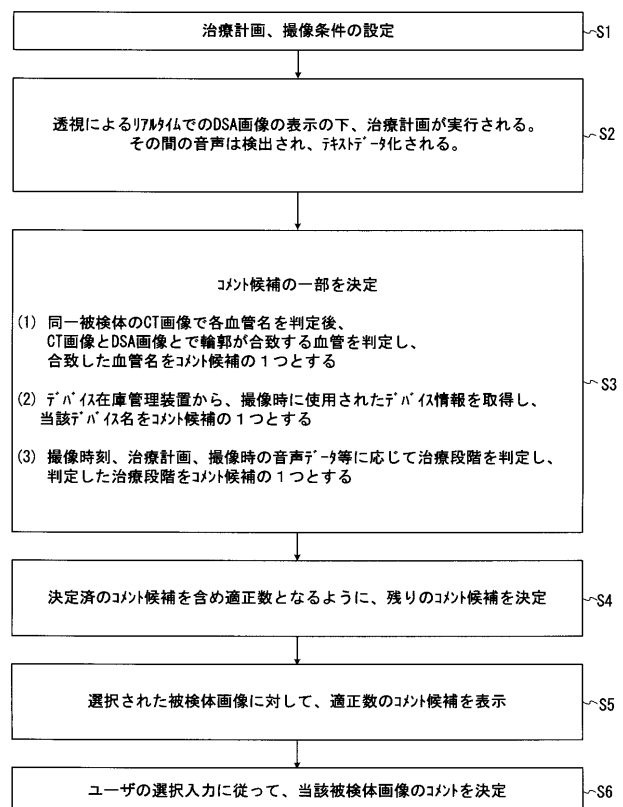 治療計画、撮像条件の設定
S1
透視によるﾘｱﾙﾀｲﾑでのDSA画像の表示の下、治療計画が実行される。
その間の音声は検出され、ﾃｷｽﾄﾃﾞｰﾀ化される。
S2
ｺﾒﾝﾄ候補の一部を決定
(1) 同一被検体のCT画像で各血管名を判定後、
CT画像とDSA画像とで輪郭が合致する血管を判定し、
合致した血管名をｺﾒﾝﾄ候補の１つとする
(2) ﾃﾞﾊﾞｲｽ在庫管理装置から、撮像時に使用されたﾃﾞﾊﾞｲｽ情報を取得し、
当該ﾃﾞﾊﾞｲｽ名をｺﾒﾝﾄ候補の１つとする
(3) 撮像時刻、治療計画、撮像時の音声ﾃﾞｰﾀ等に応じて治療段階を判定し、
判定した治療段階をｺﾒﾝﾄ候補の１つとする
S3
決定済のｺﾒﾝﾄ候補を含め適正数となるように、残りのｺﾒﾝﾄ候補を決定
S4
選択された被検体画像に対して、適正数のｺﾒﾝﾄ候補を表示
S5
ユーザの選択入力に従って、当該被検体画像のｺﾒﾝﾄを決定
S6